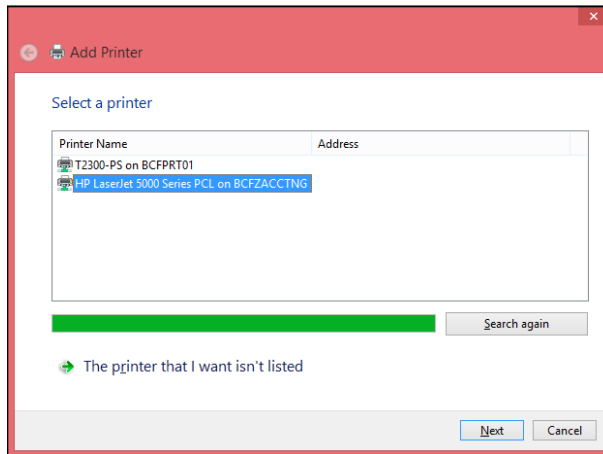 Add Printer
Select a printer
Printer Name Address
T2300-PS on BCFPRT01
HP LaserJet 5000 Series PCL on BCFZACCTNG
Search again
The printer that I want isn't listed
Next Cancel